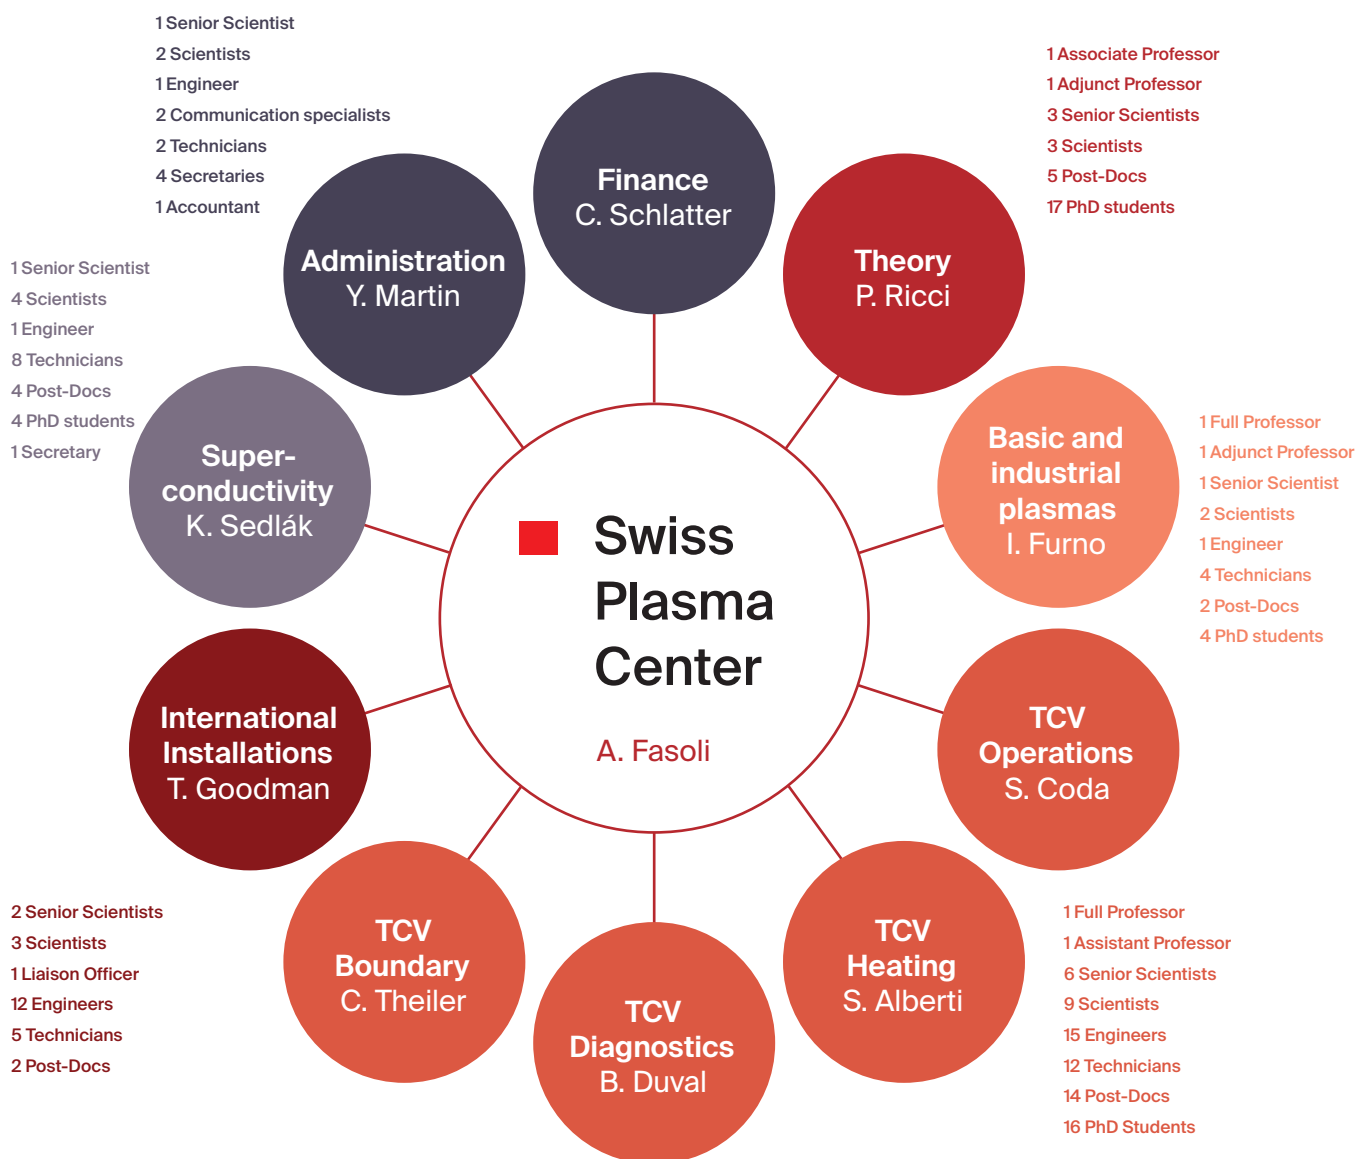 1 Senior Scientist
2 Scientists
1 Engineer
2 Communication specialists
2 Technicians
4 Secretaries
1 Accountant
Administration
Y. Martin
Finance
C. Schlatter
1 Associate Professor
1 Adjunct Professor
3 Senior Scientists
3 Scientists
5 Post-Docs
17 PhD students
Theory
P. Ricci
1 Senior Scientist
4 Scientists
1 Engineer
8 Technicians
4 Post-Docs
4 PhD students
1 Secretary
Super-
conductivity
K. Sedlák
Swiss
Plasma
Center
A. Fasoli
Basic and
industrial
plasmas
I. Furno
1 Full Professor
1 Adjunct Professor
1 Senior Scientist
2 Scientists
1 Engineer
4 Technicians
2 Post-Docs
4 PhD students
International
Installations
T. Goodman
TCV
Operations
S. Coda
2 Senior Scientists
3 Scientists
1 Liaison Officer
12 Engineers
5 Technicians
2 Post-Docs
TCV
Boundary
C. Theiler
TCV
Diagnostics
B. Duval
TCV
Heating
S. Alberti
1 Full Professor
1 Assistant Professor
6 Senior Scientists
9 Scientists
15 Engineers
12 Technicians
14 Post-Docs
16 PhD Students